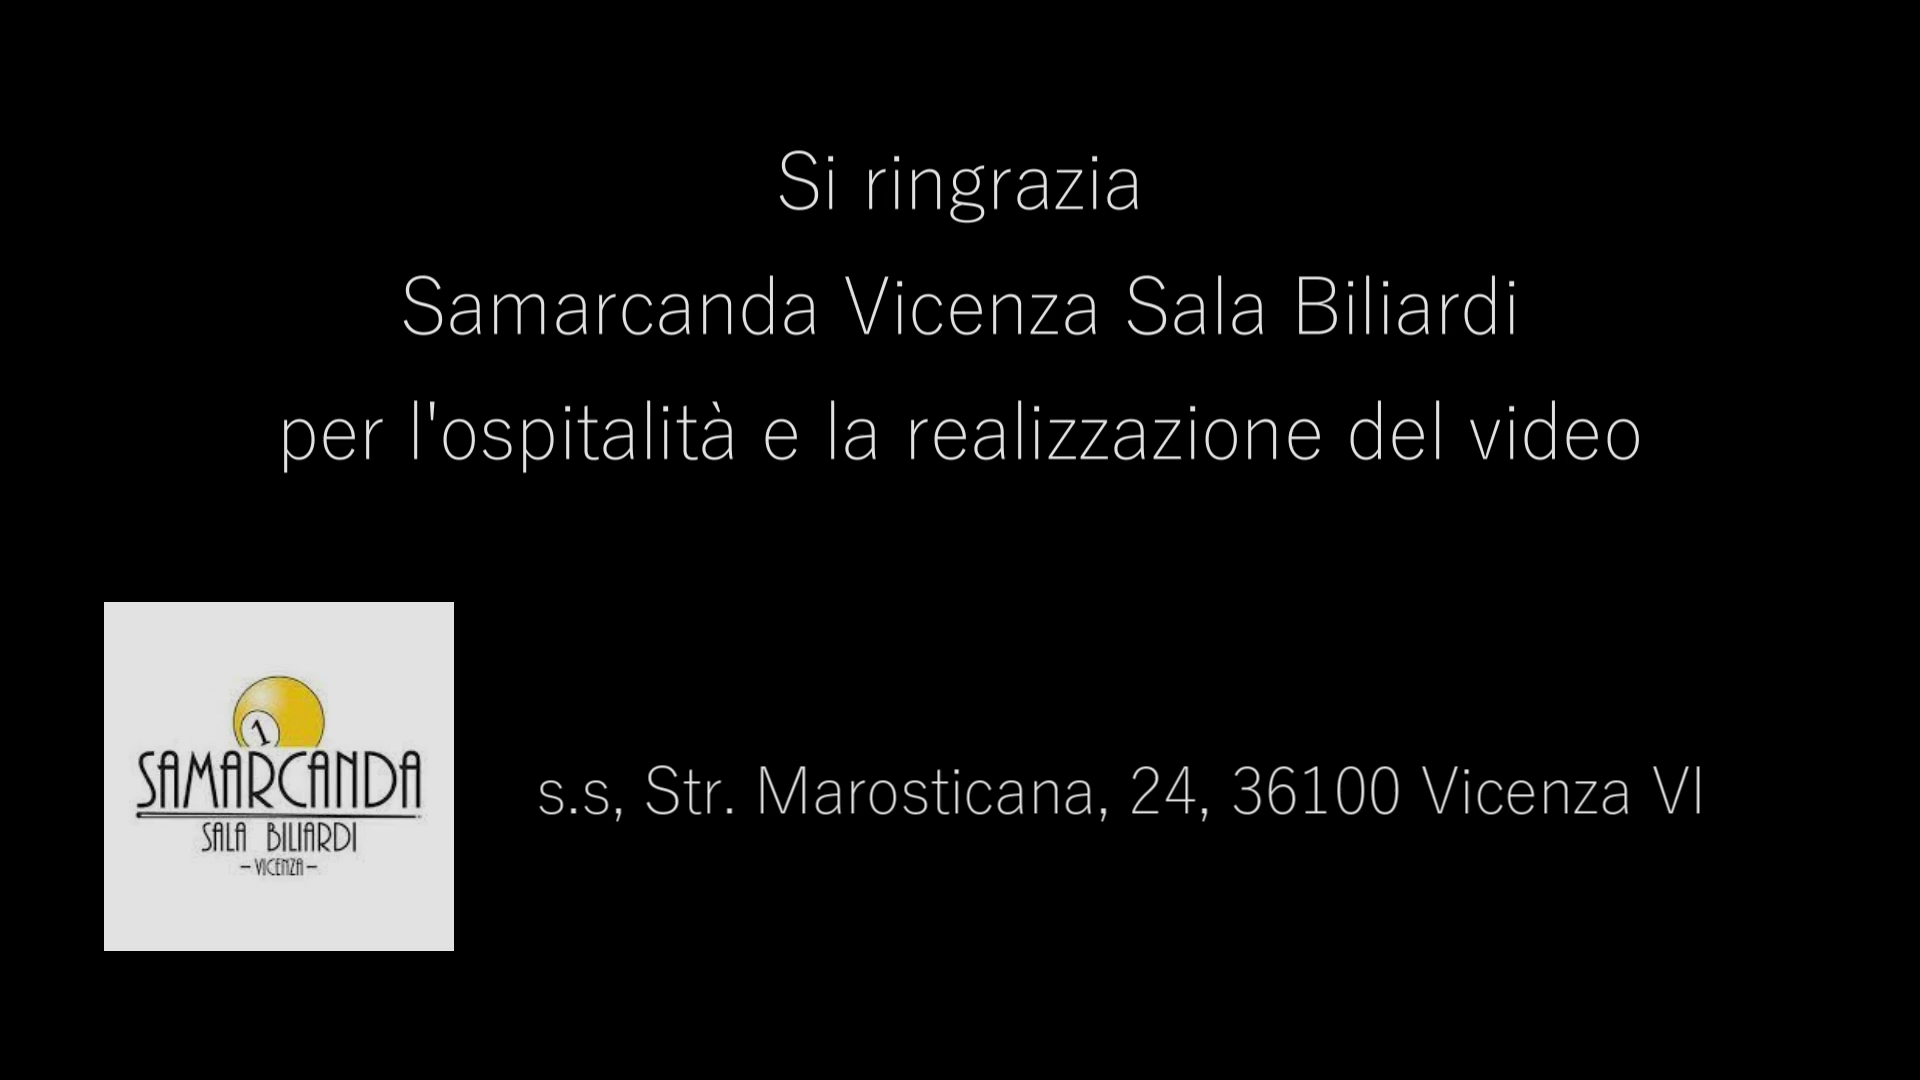 Si ringrazia
Samarcanda Vicenza Sala Biliardi
per l'ospitalità e la realizzazione del video
1
SAMARCANDA
SALA BILIARDI
– VICENZA –
s.s, Str. Marosticana, 24, 36100 Vicenza VI